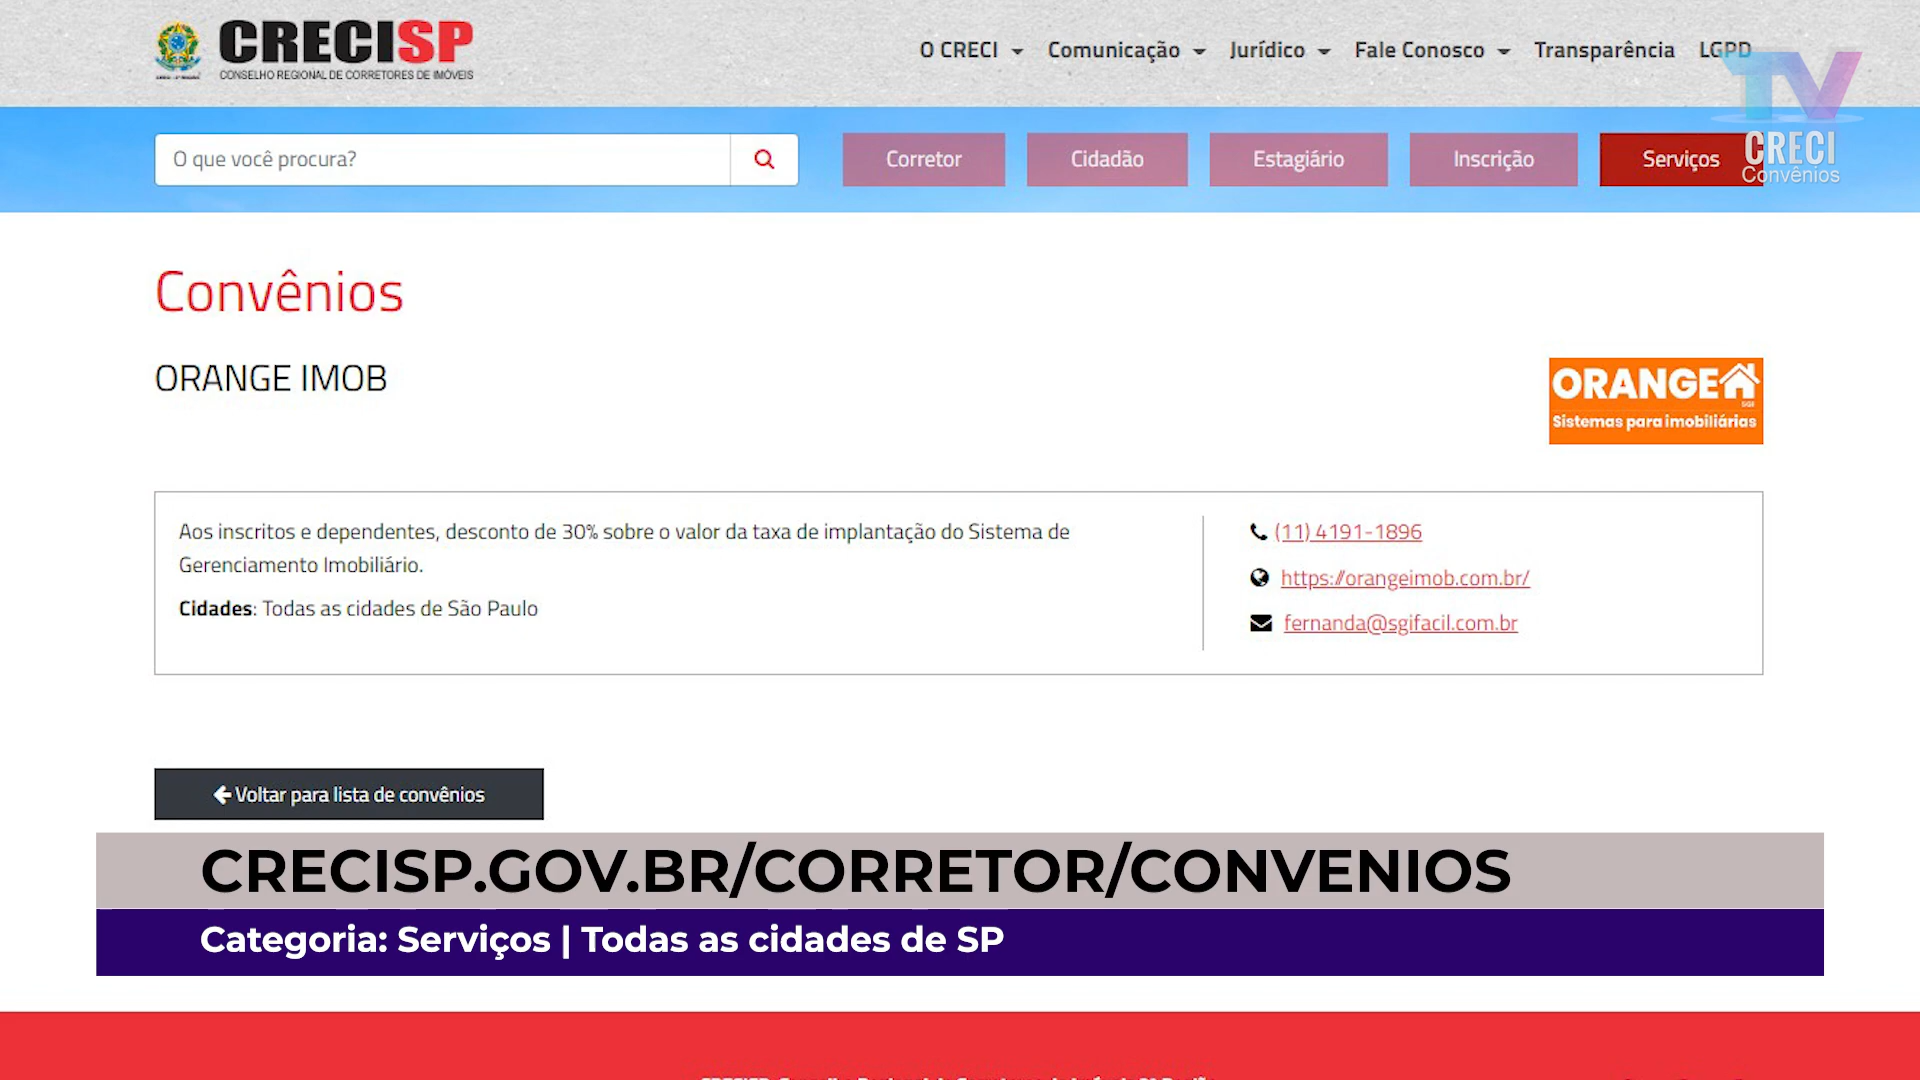 CRECISP
CONSELHO REGIONAL DE CORRETORES DE IMÓVEIS
O CRECI
Comunicação
Jurídico
Fale Conosco
Transparência
LGPD
TV
CRECI
Convênios
O que você procura?
Corretor
Cidadão
Estagiário
Inscrição
Serviços
Convênios
ORANGE IMOB
ORANGE
SGI
Sistemas para imobiliárias
Aos inscritos e dependentes, desconto de 30% sobre o valor da taxa de implantação do Sistema de
Gerenciamento Imobiliário.
Cidades: Todas as cidades de São Paulo
(11) 4191-1896
https://orangeimob.com.br/
fernanda@sgifacil.com.br
Voltar para lista de convênios
CRECISP.GOV.BR/CORRETOR/CONVENIOS
Categoria: Serviços | Todas as cidades de SP